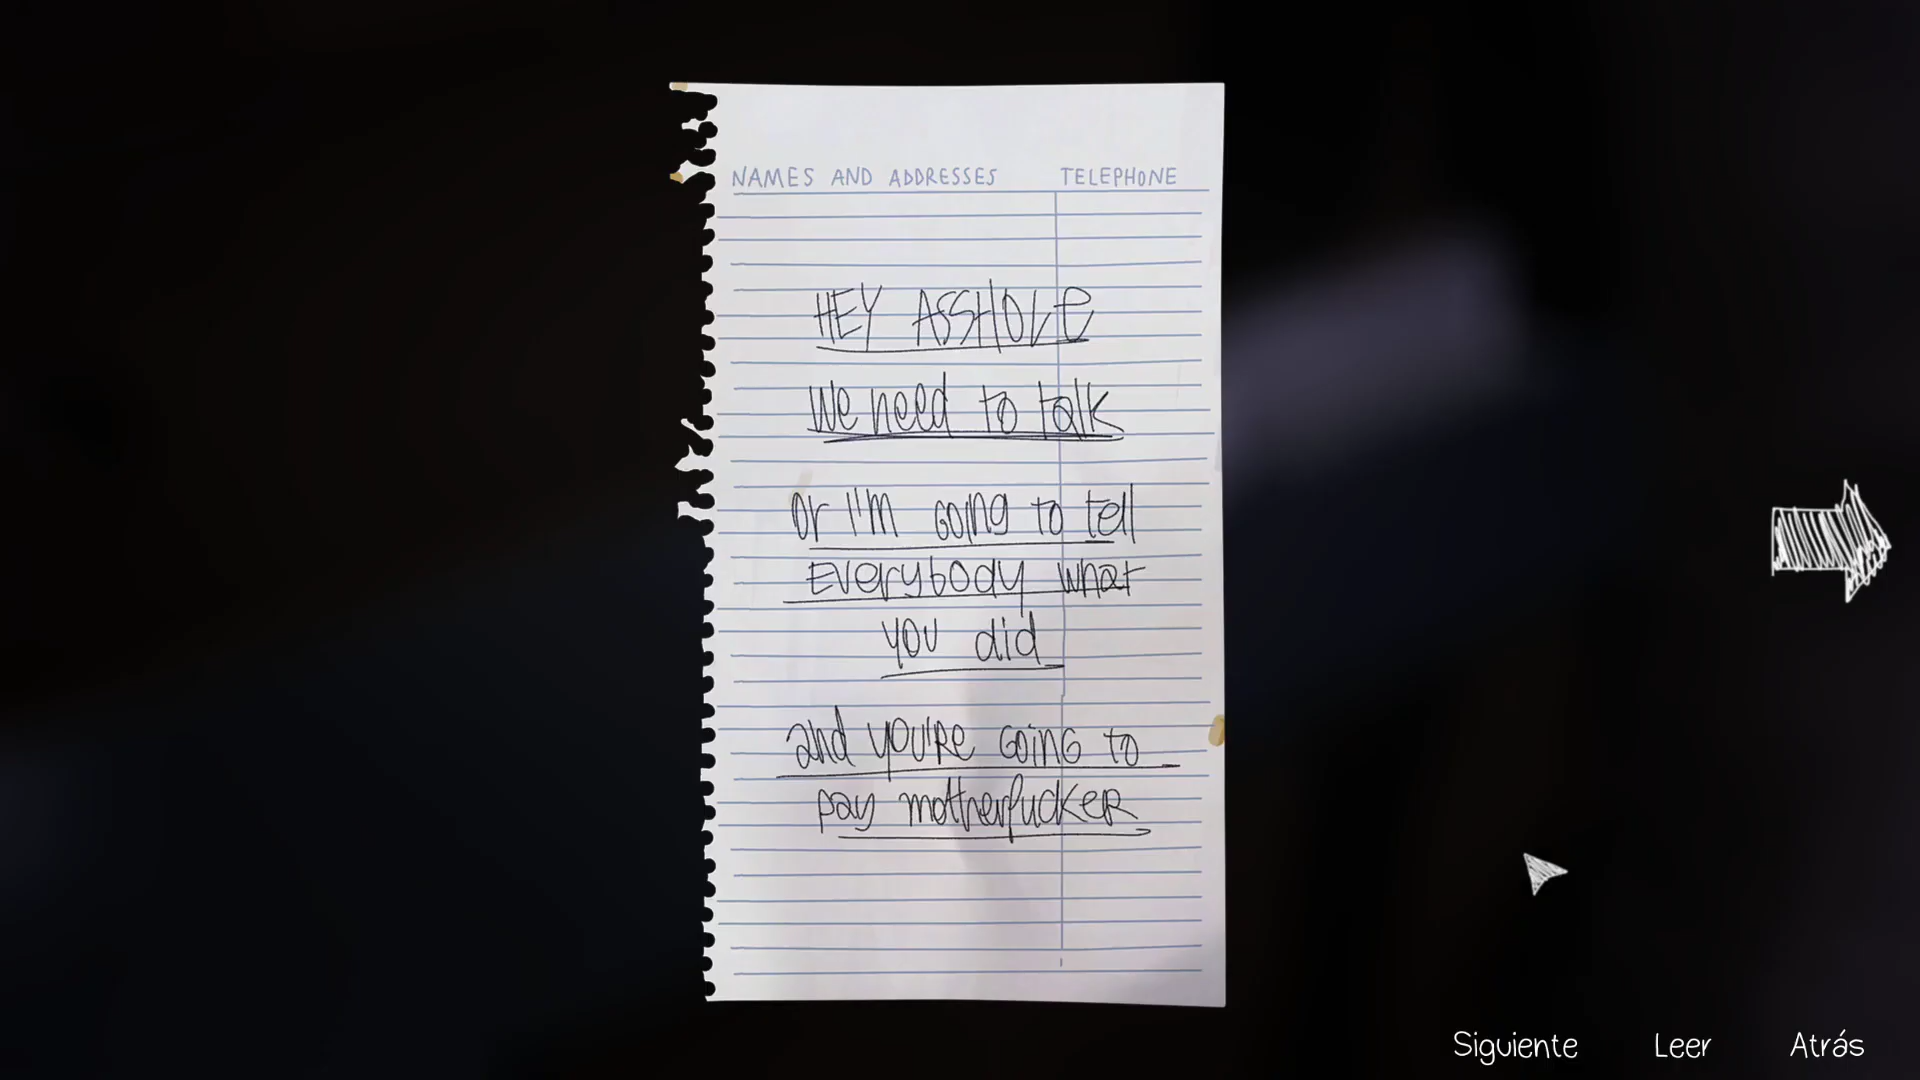 NAMES AND ADDRESSES TELEPHONE
HEY ASSHOLE
We need to talk
Or I'm going to tell
Everybody what
you did
and you're going to
pay motherfucker
Siguiente Leer Atrás